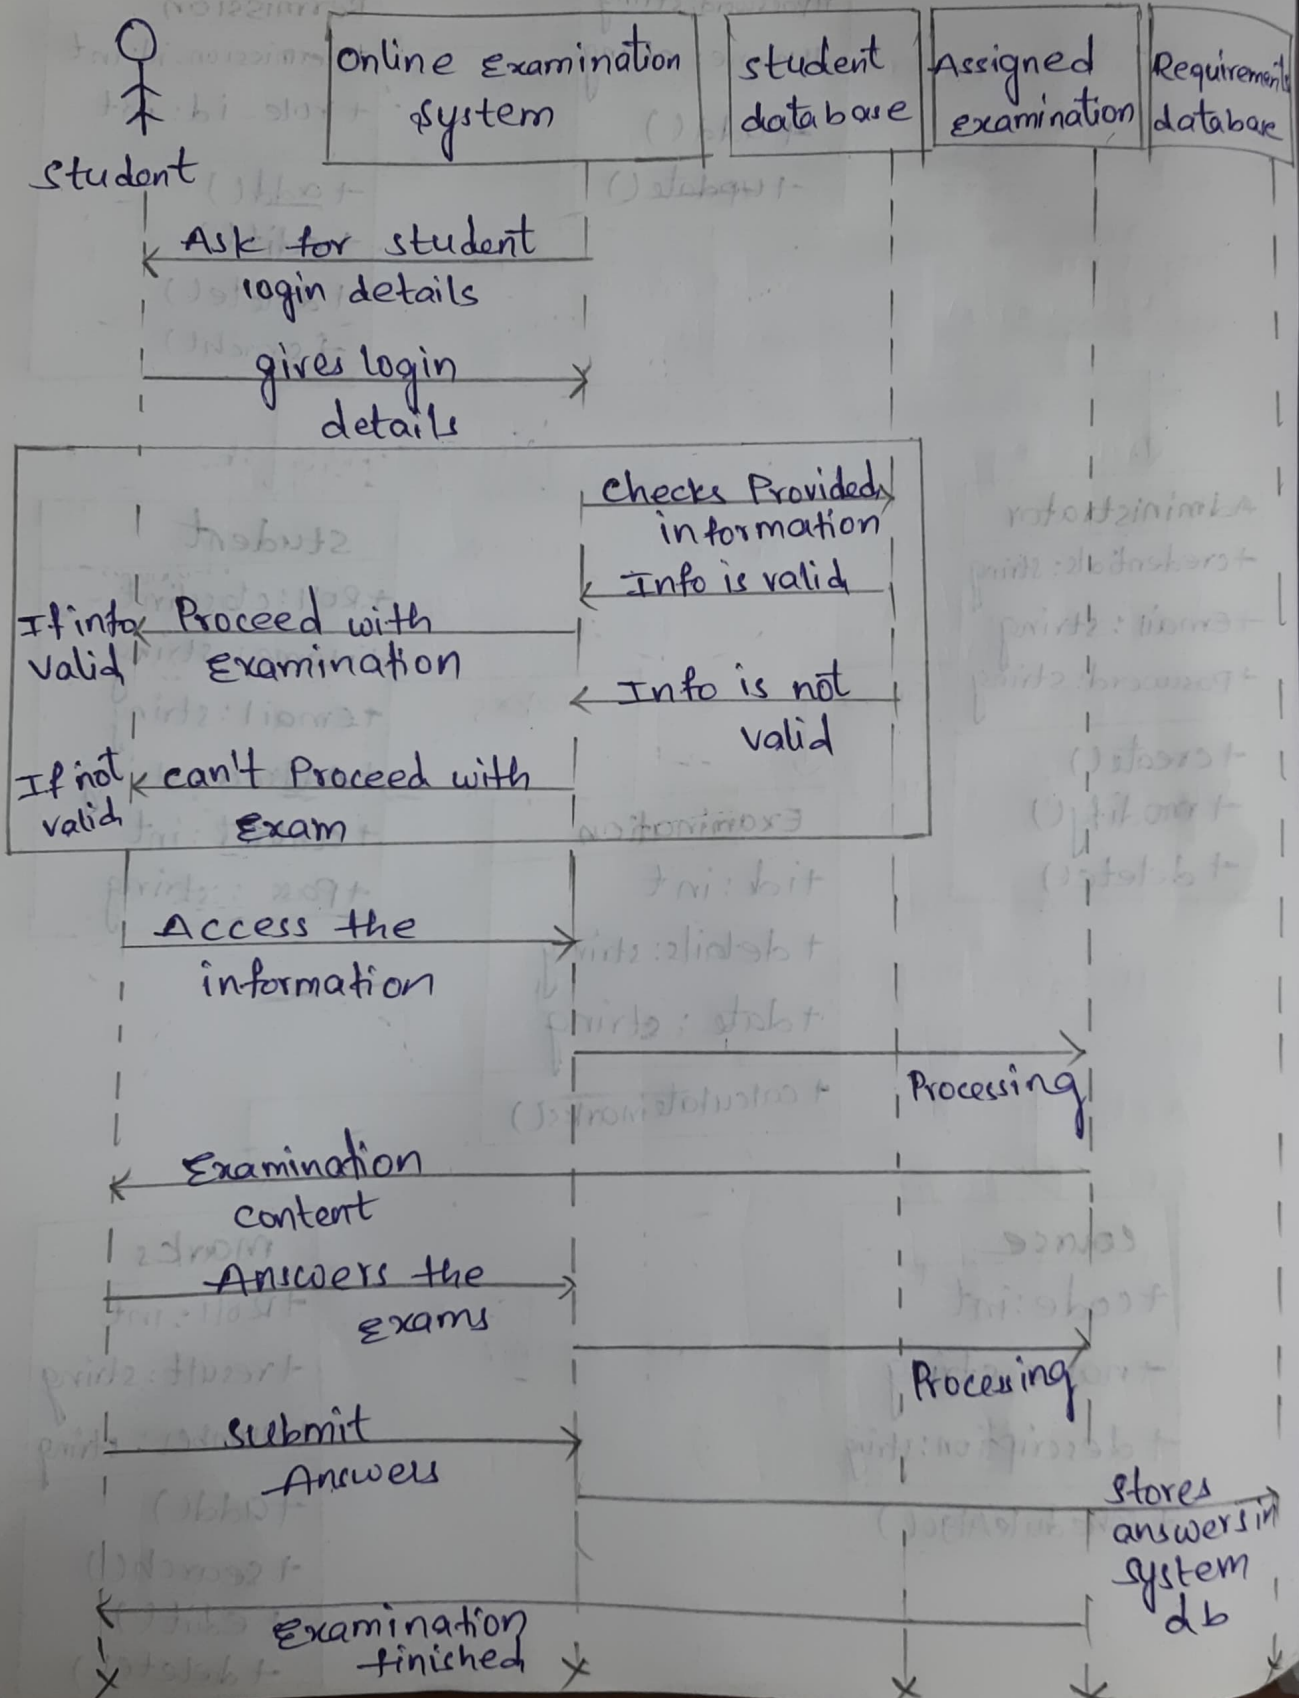 Online Examination
System
Student
database
Assigned
Examination
Requirements
database
Student
Ask for student
login details
gives login
details
Checks Provided
information
Info is valid
If info
valid
Proceed with
Examination
Info is not
valid
If not
valid
can't Proceed with
Exam
Access the
information
Processing
Examination
content
Answers the
Exams
Processing
Submit
Answers
Stores
answers in
system
db
Examination
finished